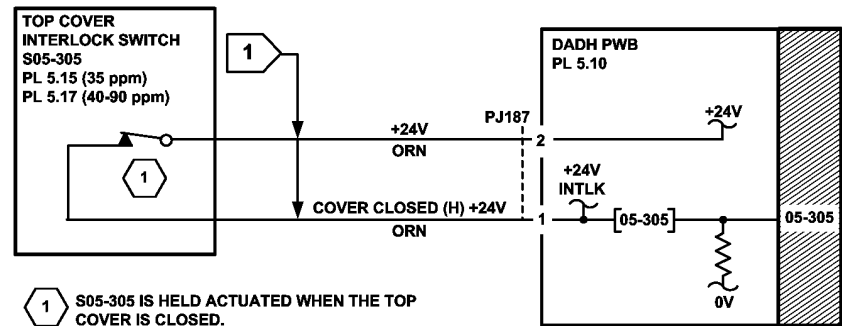 TOP COVER
INTERLOCK SWITCH
S05-305
PL 5.15 (35 ppm)
PL 5.17 (40-90 ppm)
1
1
+24V
ORN
COVER CLOSED (H) +24V
ORN
PJ187
2
1
DADH PWB
PL 5.10
+24V
+24V
INTLK
[05-305]
05-305
0V
1 S05-305 IS HELD ACTUATED WHEN THE TOP
COVER IS CLOSED.